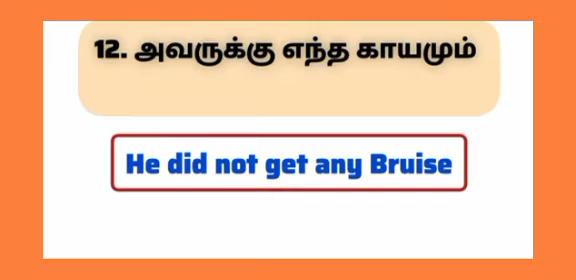 12. அவருக்கு எந்த காயமும்
He did not get any Bruise